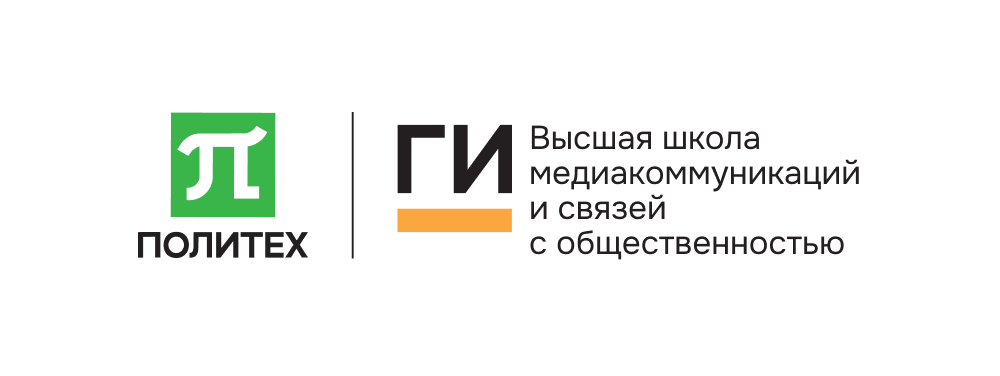 П
ПОЛИТЕХ
ГИ
Высшая школа
медиакоммуникаций
и связей
с общественностью